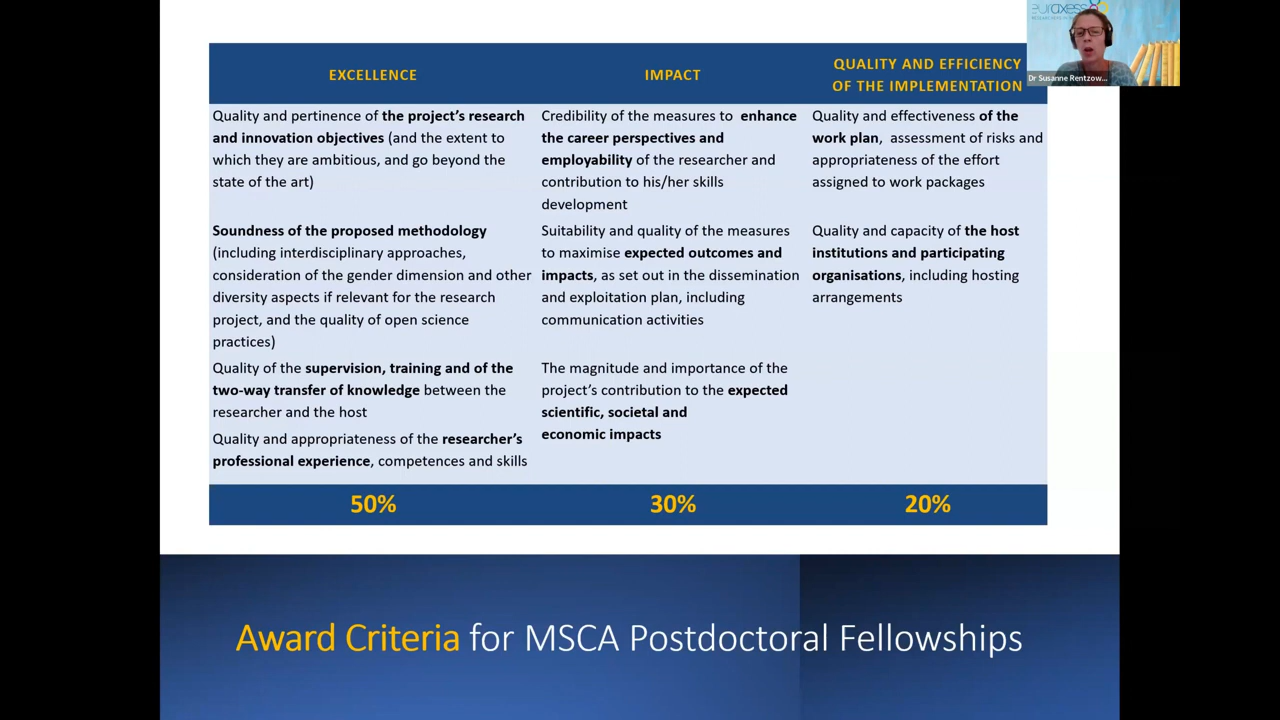 euraxess
EXCELLENCE
IMPACT
QUALITY AND EFFICIENCY
OF THE IMPLEMENTATION
Dr Susanne Rentzow...
Quality and pertinence of the project's research
and innovation objectives (and the extent to
which they are ambitious, and go beyond the
state of the art)
Credibility of the measures to enhance
the career perspectives and
employability of the researcher and
contribution to his/her skills
development
Quality and effectiveness of the
work plan, assessment of risks and
appropriateness of the effort
assigned to work packages
Soundness of the proposed methodology
(including interdisciplinary approaches,
consideration of the gender dimension and other
diversity aspects if relevant for the research
project, and the quality of open science
practices)
Suitability and quality of the measures
to maximise expected outcomes and
impacts, as set out in the dissemination
and exploitation plan, including
communication activities
Quality and capacity of the host
institutions and participating
organisations, including hosting
arrangements
Quality of the supervision, training and of the
two-way transfer of knowledge between the
researcher and the host
The magnitude and importance of the
project's contribution to the expected
scientific, societal and
economic impacts
Quality and appropriateness of the researcher's
professional experience, competences and skills
50%
30%
20%
Award Criteria for MSCA Postdoctoral Fellowships